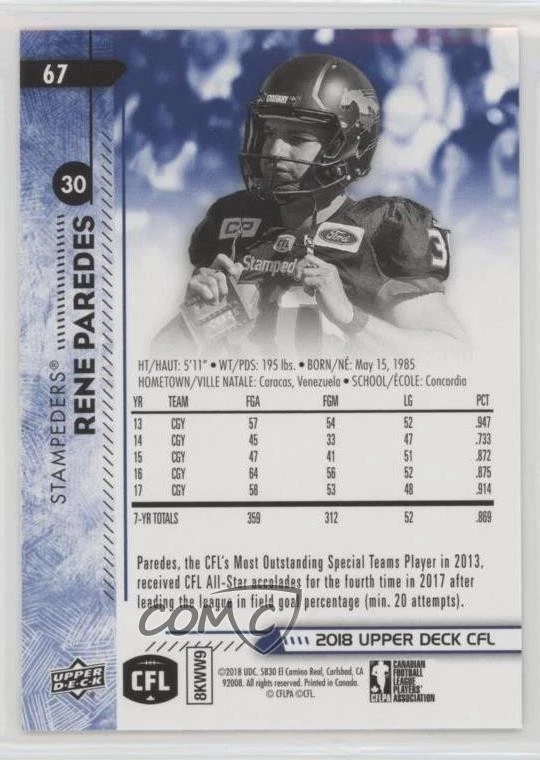 67
30
STAMPEDERS®
RENE PAREDES
CP
CFL
Ford
Stamped
3
HT/HAUT: 5'11" • WT/PDS: 195 lbs. • BORN/NÉ: May 15, 1985
HOMETOWN/VILLE NATALE: Caracas, Venezuela • SCHOOL/ÉCOLE: Concordia
YR TEAM FGA FGM LG PCT
13 CGY 57 54 52 .947
14 CGY 45 33 47 .733
15 CGY 47 41 51 .872
16 CGY 64 56 52 .875
17 CGY 58 53 48 .914
7-YR TOTALS 359 312 52 .869
Paredes, the CFL's Most Outstanding Special Teams Player in 2013,
received CFL All-Star accolades for the fourth time in 2017 after
leading the league in field goal percentage (min. 20 attempts).
COMC
2018 UPPER DECK CFL
UPPER
D·E·C·K
CFL
8KWW9
©2018 UDC. 5830 El Camino Real, Carlsbad, CA
92008. All rights reserved. Printed in Canada.
© CFLPA ©CFL.
CFLPA
CANADIAN
FOOTBALL
LEAGUE
PLAYERS'
ASSOCIATION